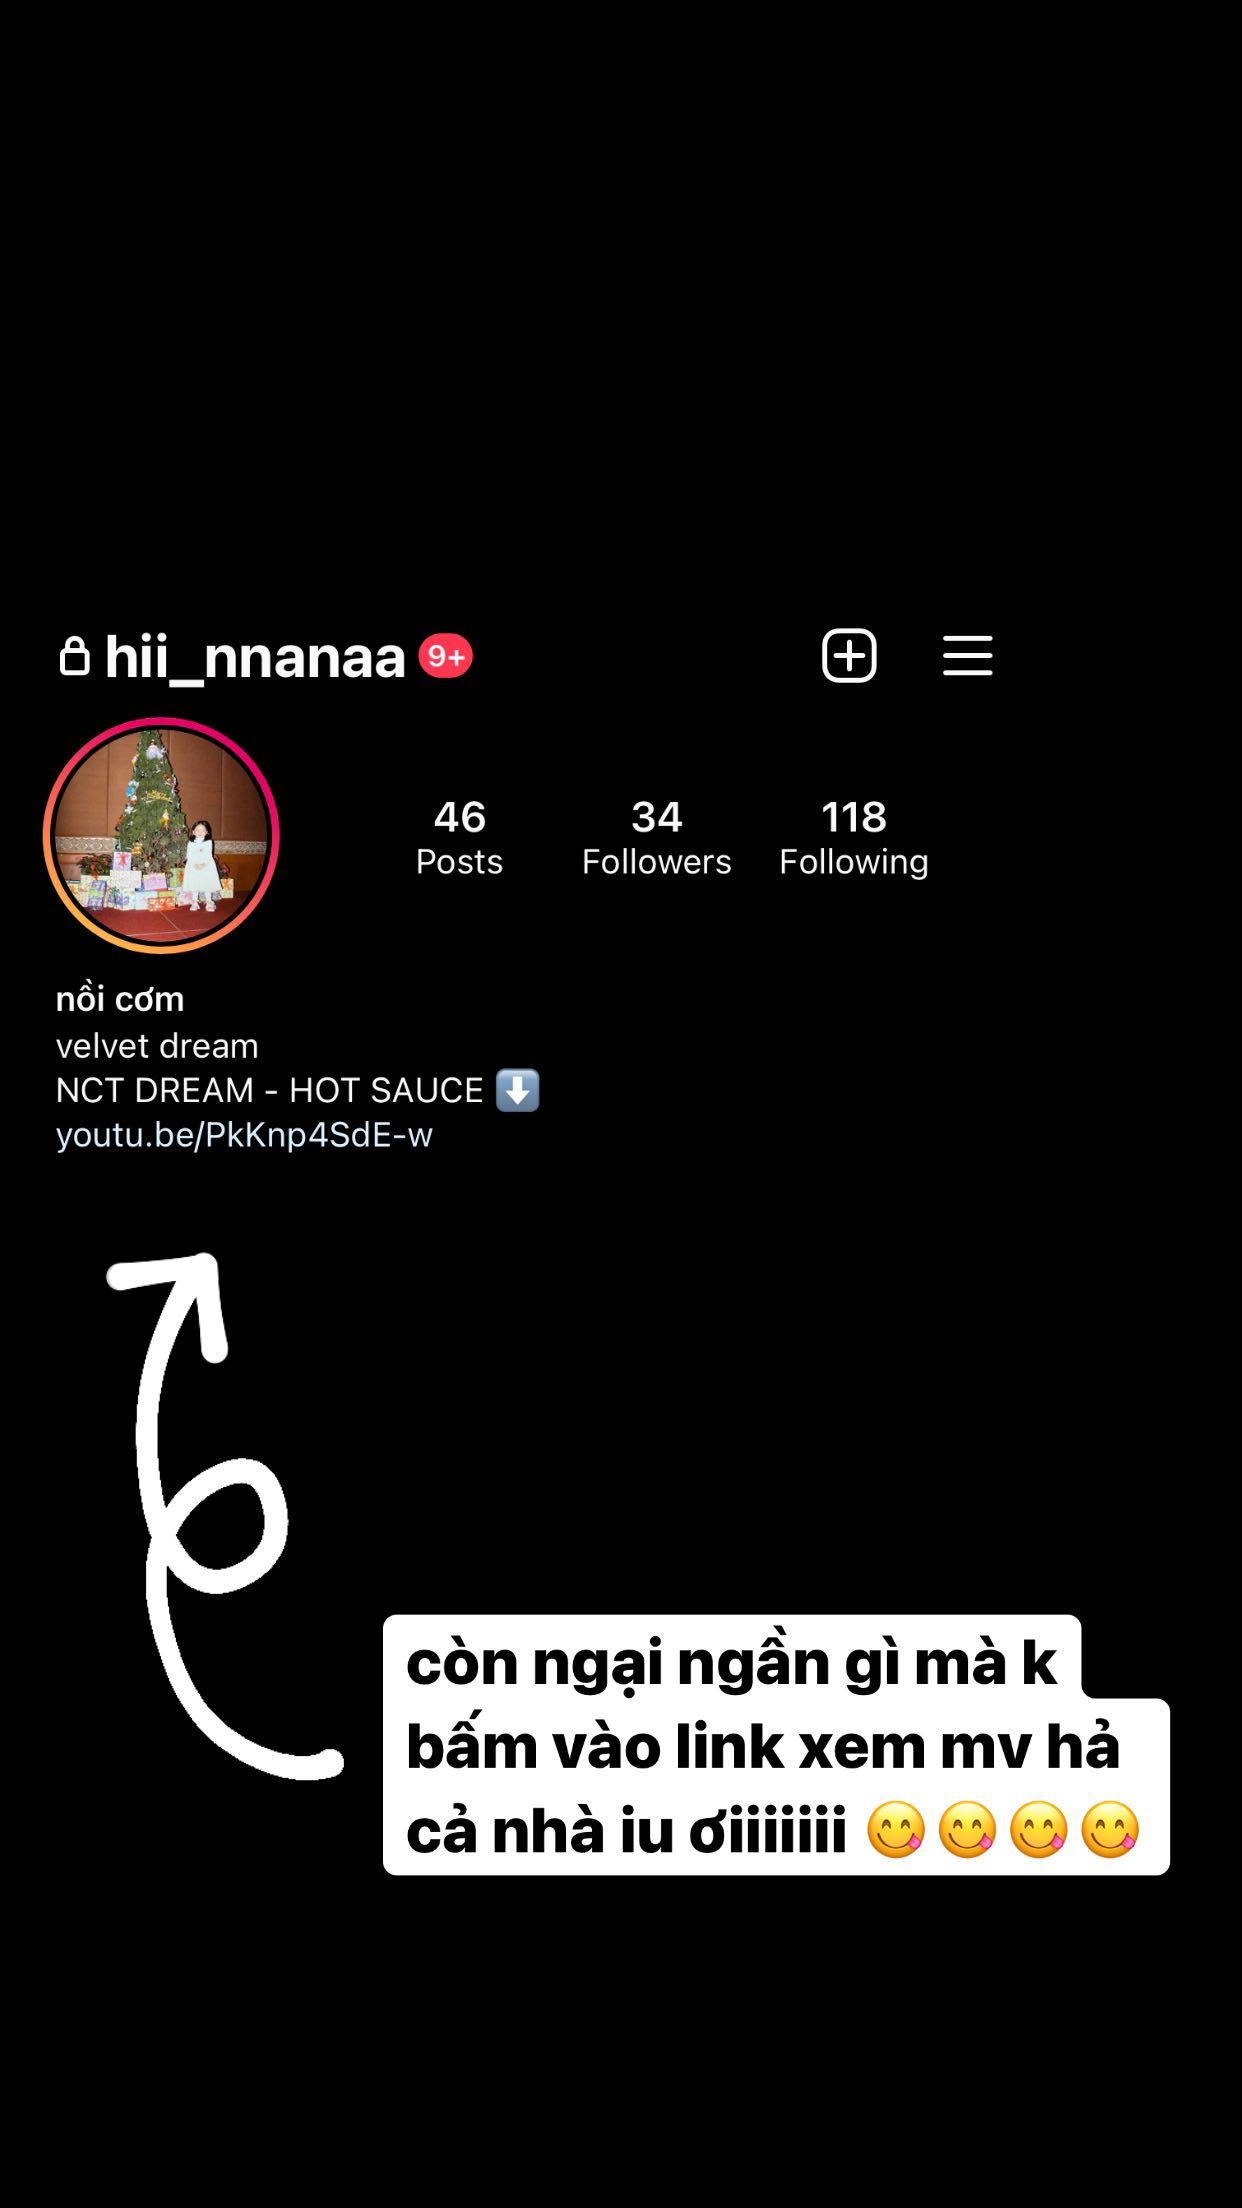 hii_nnanaa 9+
46 34 118
Posts Followers Following
nồi cơm
velvet dream
NCT DREAM - HOT SAUCE ⬇️
youtu.be/PkKnp4SdE-w
còn ngại ngần gì mà k
bấm vào link xem mv hả
cả nhà iu ơiiiiiii 😋😋😋😋